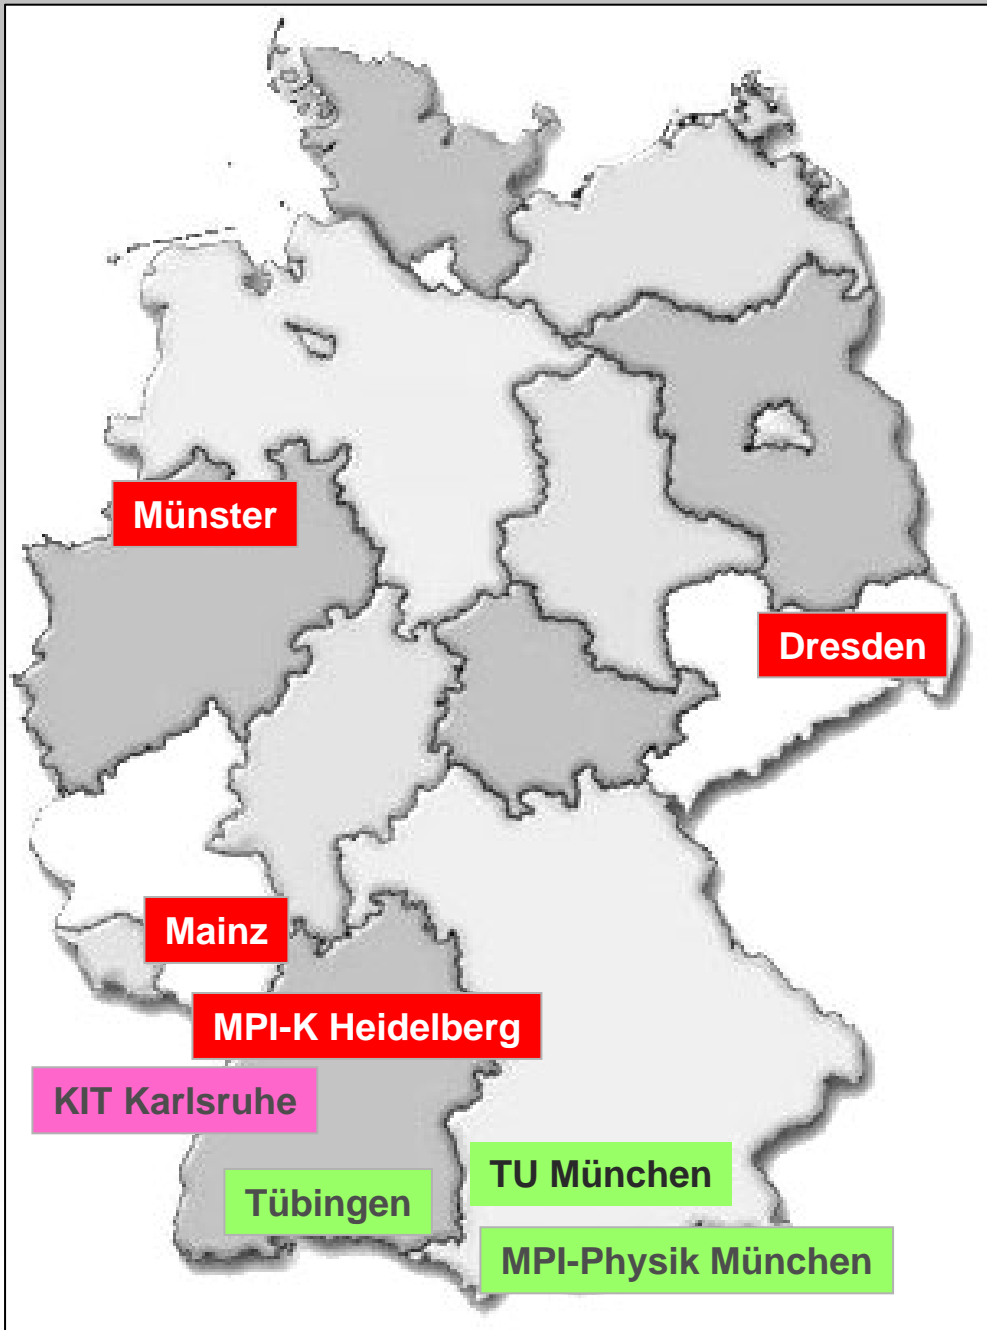 Münster
Dresden
Mainz
MPI-K Heidelberg
KIT Karlsruhe
TU München
Tübingen
MPI-Physik München